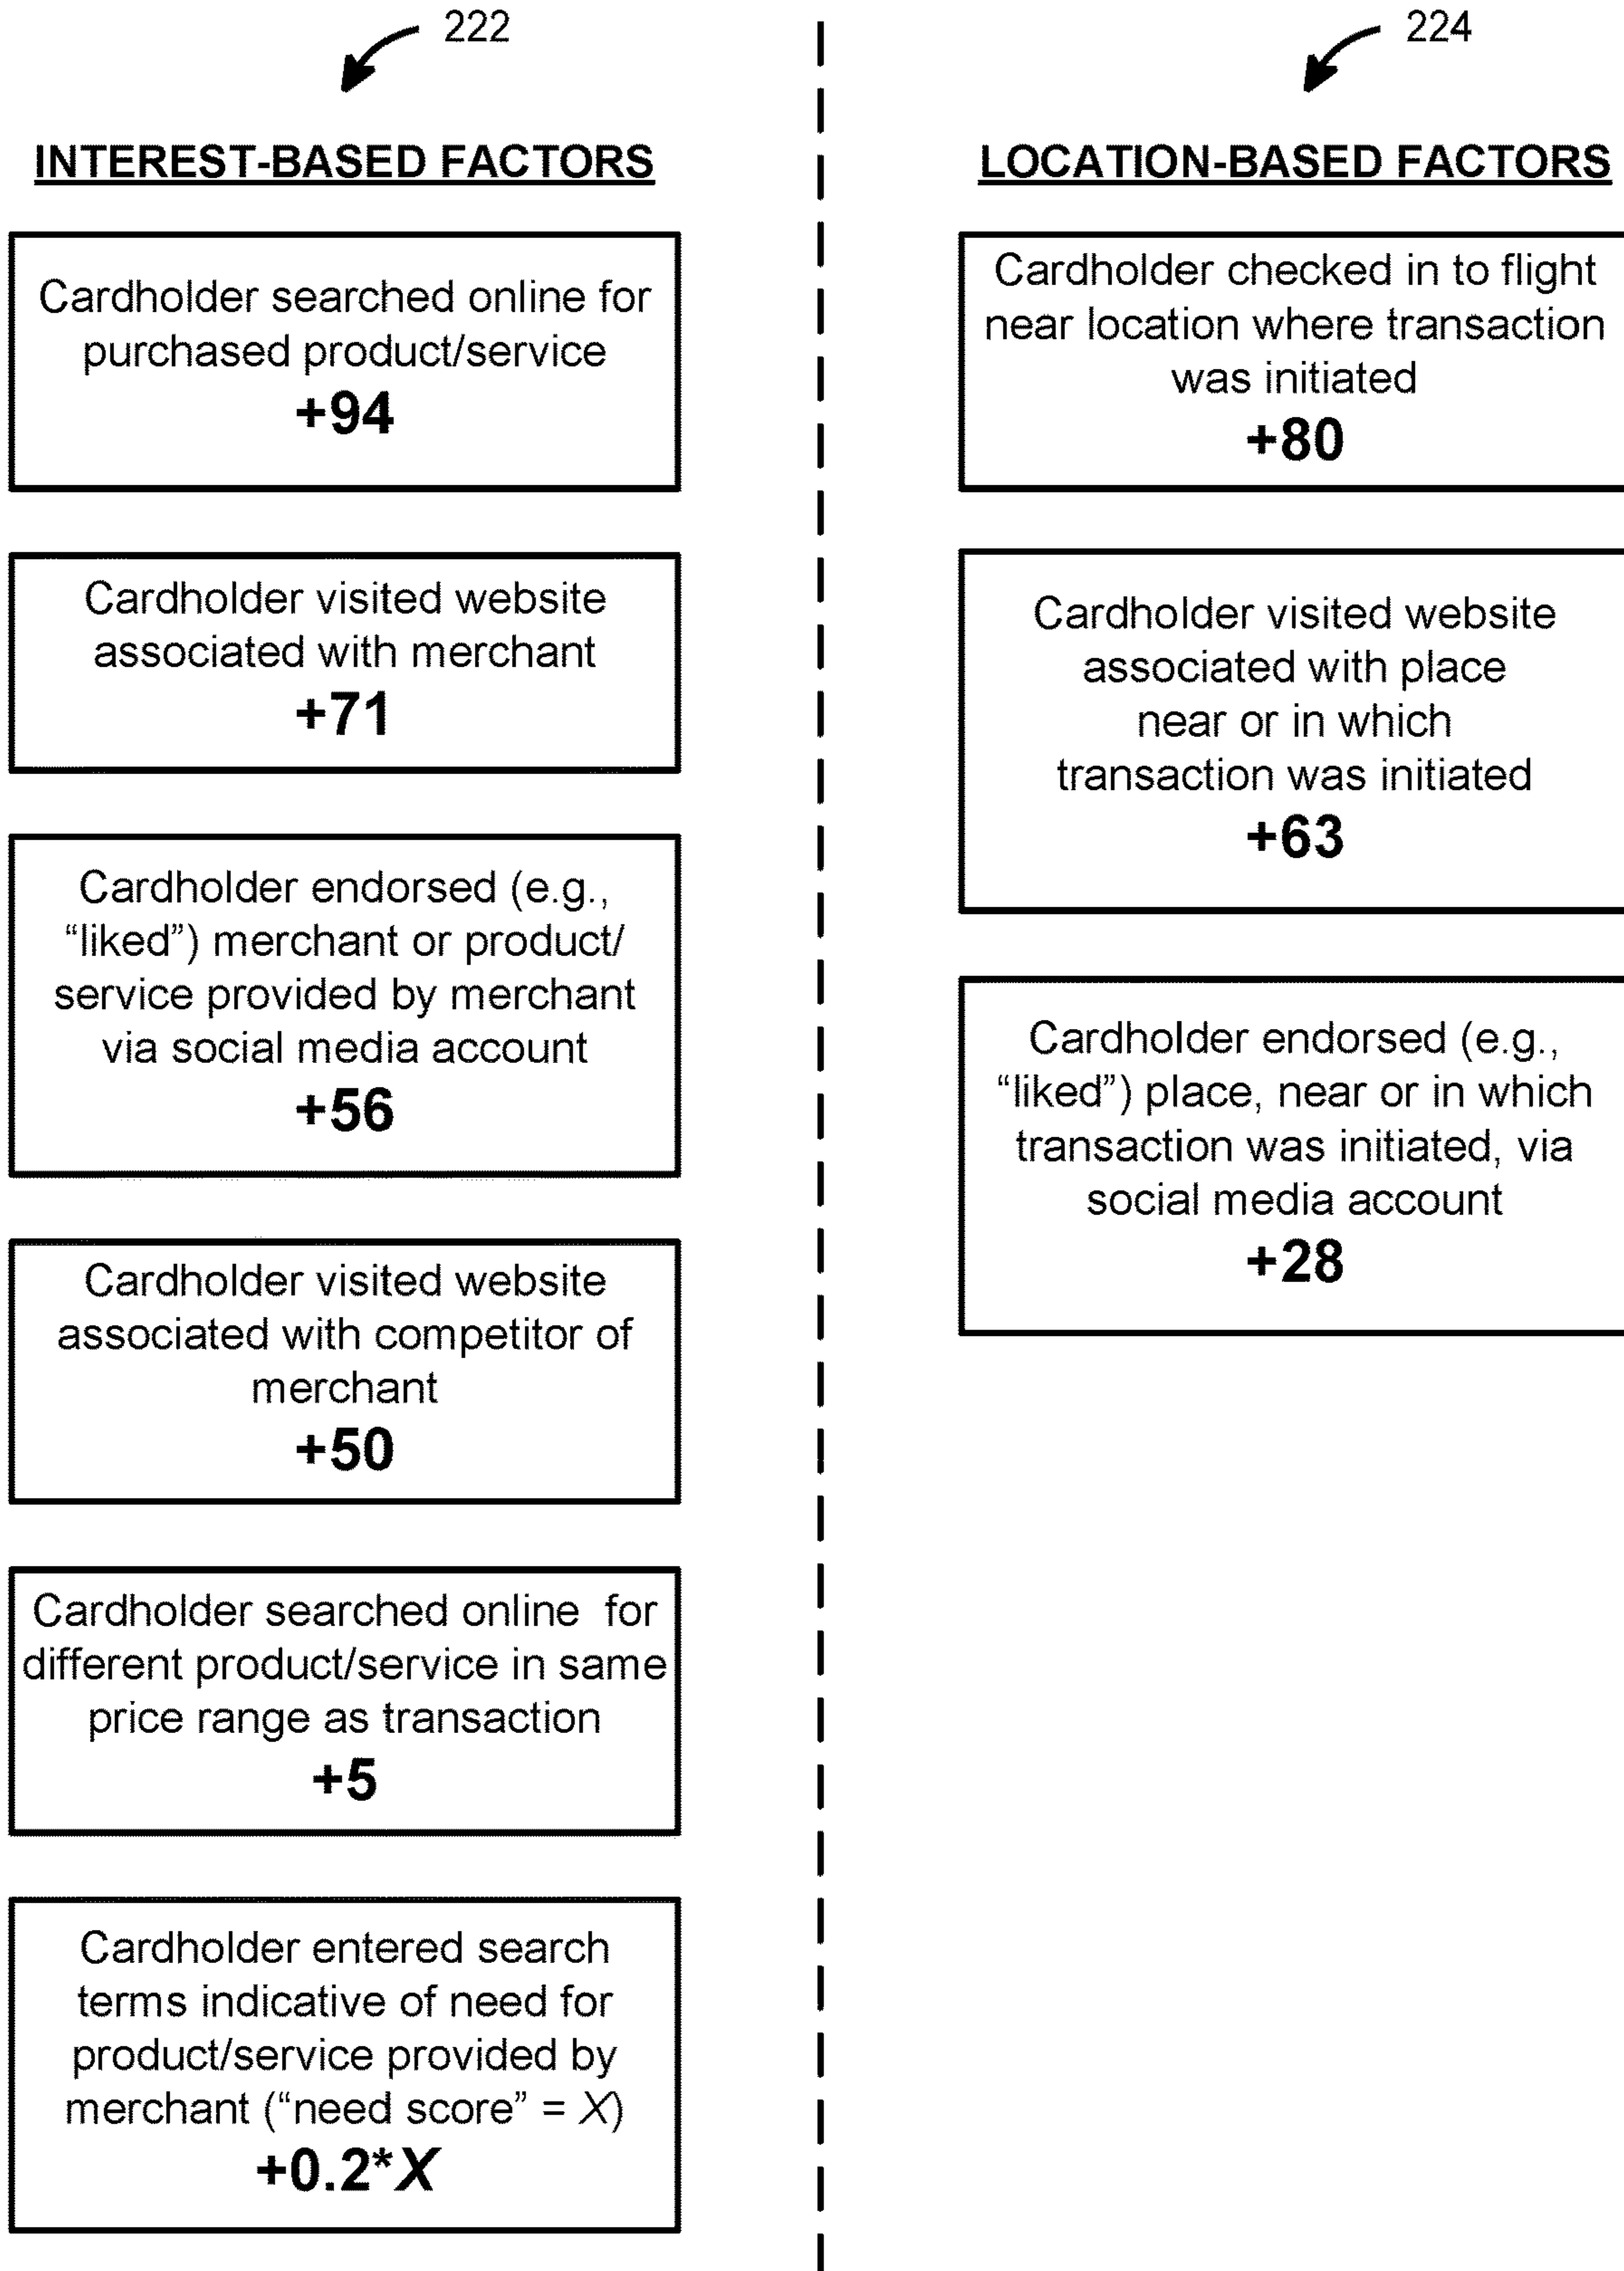 222
INTEREST-BASED FACTORS
Cardholder searched online for
purchased product/service
+94
Cardholder visited website
associated with merchant
+71
Cardholder endorsed (e.g.,
“liked”) merchant or product/
service provided by merchant
via social media account
+56
Cardholder visited website
associated with competitor of
merchant
+50
Cardholder searched online for
different product/service in same
price range as transaction
+5
Cardholder entered search
terms indicative of need for
product/service provided by
merchant (“need score” = X)
+0.2*X
224
LOCATION-BASED FACTORS
Cardholder checked in to flight
near location where transaction
was initiated
+80
Cardholder visited website
associated with place
near or in which
transaction was initiated
+63
Cardholder endorsed (e.g.,
“liked”) place, near or in which
transaction was initiated, via
social media account
+28